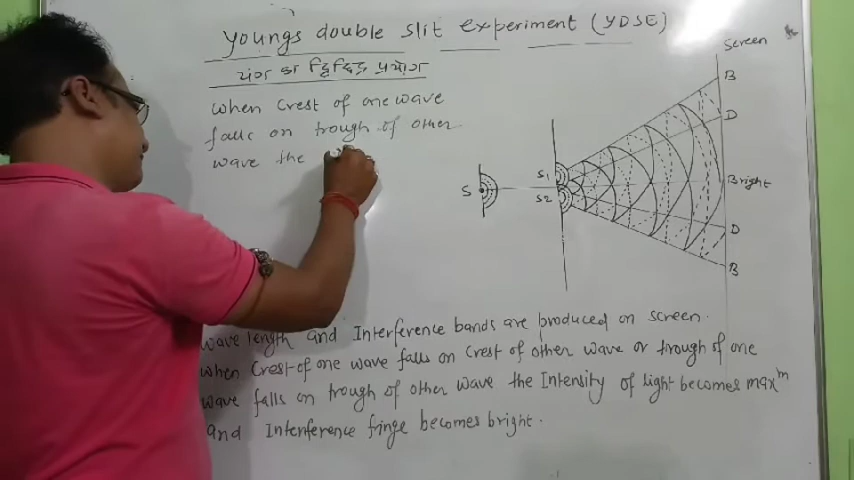 Youngs double slit experiment (YDSE)
यंग का द्विछिद्र प्रयोग
When Crest of one wave
falls on trough of other
wave the
Screen
B
D
S1
S
Bright
S2
D
B
wave length and Interference bands are produced on screen.
when Crest of one wave falls on Crest of other wave or trough of one
wave falls on trough of other wave the Intensity of light becomes maxᵐ
and Interference fringe becomes bright.